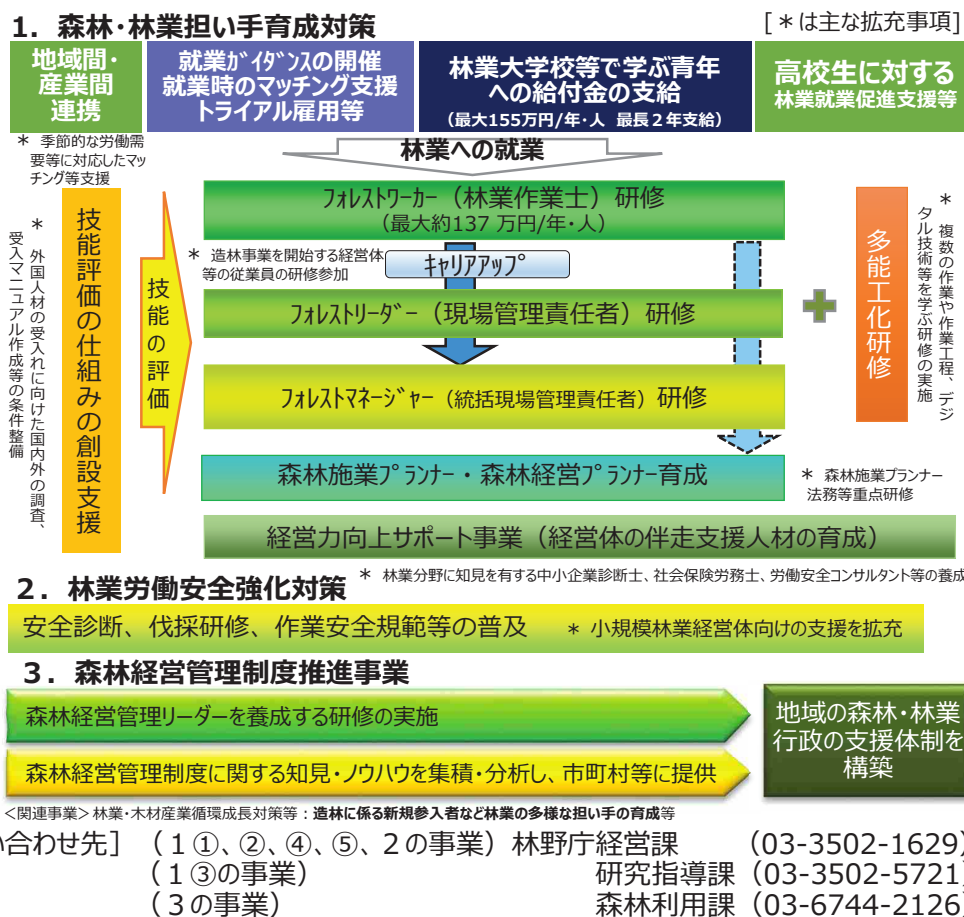 1．森林・林業担い手育成対策
［＊は主な拡充事項］
地域間・
産業間
連携
就業ｶﾞｲﾀﾞﾝｽの開催
就業時のマッチング支援
トライアル雇用等
林業大学校等で学ぶ青年
への給付金の支給
（最大155万円/年・人 最長２年支給）
高校生に対する
林業就業促進支援等
＊ 季節的な労働需
要等に対応したマッ
チング等支援
林業への就業
＊ 外国人材の受入れに向けた国内外の調査、
受入マニュアル作成等の条件整備
技能評価の仕組みの創設支援
技能の評価
ﾌｫﾚｽﾄﾜｰｶｰ（林業作業士）研修
（最大約137 万円/年・人）
＊ 造林事業を開始する経営体
等の従業員の研修参加
ｷｬﾘｱｱｯﾌﾟ
ﾌｫﾚｽﾄﾘｰﾀﾞｰ（現場管理責任者）研修
ﾌｫﾚｽﾄﾏﾈｰｼﾞｬｰ（統括現場管理責任者）研修
森林施業ﾌﾟﾗﾝﾅｰ・森林経営ﾌﾟﾗﾝﾅｰ育成
多能工化研修
＊ 複数の作業や作業工程、デジ
タル技術等を学ぶ研修の実施
＊ 森林施業プランナー
法務等重点研修
経営力向上サポート事業（経営体の伴走支援人材の育成）
＊ 林業分野に知見を有する中小企業診断士、社会保険労務士、労働安全コンサルタント等の養成
２．林業労働安全強化対策
安全診断、伐採研修、作業安全規範等の普及 ＊ 小規模林業経営体向けの支援を拡充
３．森林経営管理制度推進事業
森林経営管理ﾘｰﾀﾞｰを養成する研修の実施
森林経営管理制度に関する知見・ﾉｳﾊｳを集積・分析し、市町村等に提供
地域の森林・林業
行政の支援体制を
構築
＜関連事業＞林業・木材産業循環成長対策等：造林に係る新規参入者など林業の多様な担い手の育成等
い合わせ先］（１①、②、④、⑤、２の事業）林野庁経営課 （03-3502-1629）
（１③の事業） 研究指導課（03-3502-5721）
（３の事業） 森林利用課（03-6744-2126）